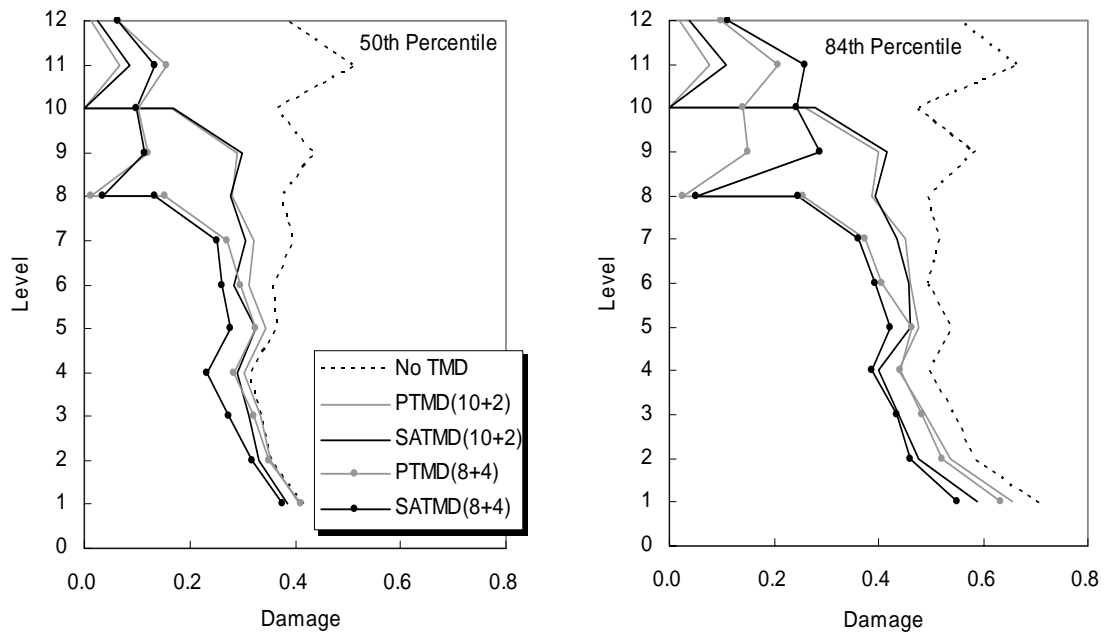 50th Percentile
12
11
10
9
8
7
6
5
4
3
2
1
0
Level
0.0 0.2 0.4 0.6 0.8
Damage
No TMD
PTMD(10+2)
SATMD(10+2)
PTMD(8+4)
SATMD(8+4)
84th Percentile
12
11
10
9
8
7
6
5
4
3
2
1
0
Level
0.0 0.2 0.4 0.6 0.8
Damage